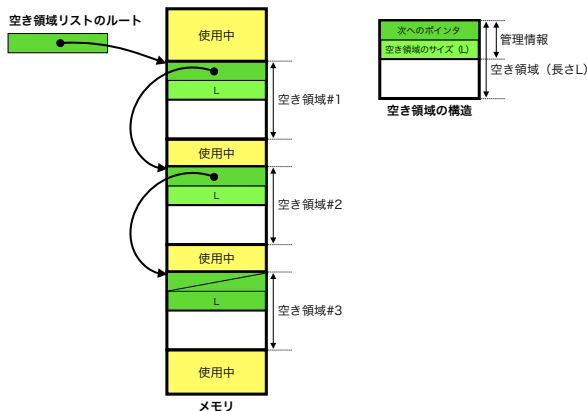 空き領域リストのルート
使用中
L
空き領域#1
使用中
L
空き領域#2
使用中
L
空き領域#3
使用中
メモリ
次へのポインタ
空き領域のサイズ（L）
管理情報
空き領域（長さL）
空き領域の構造